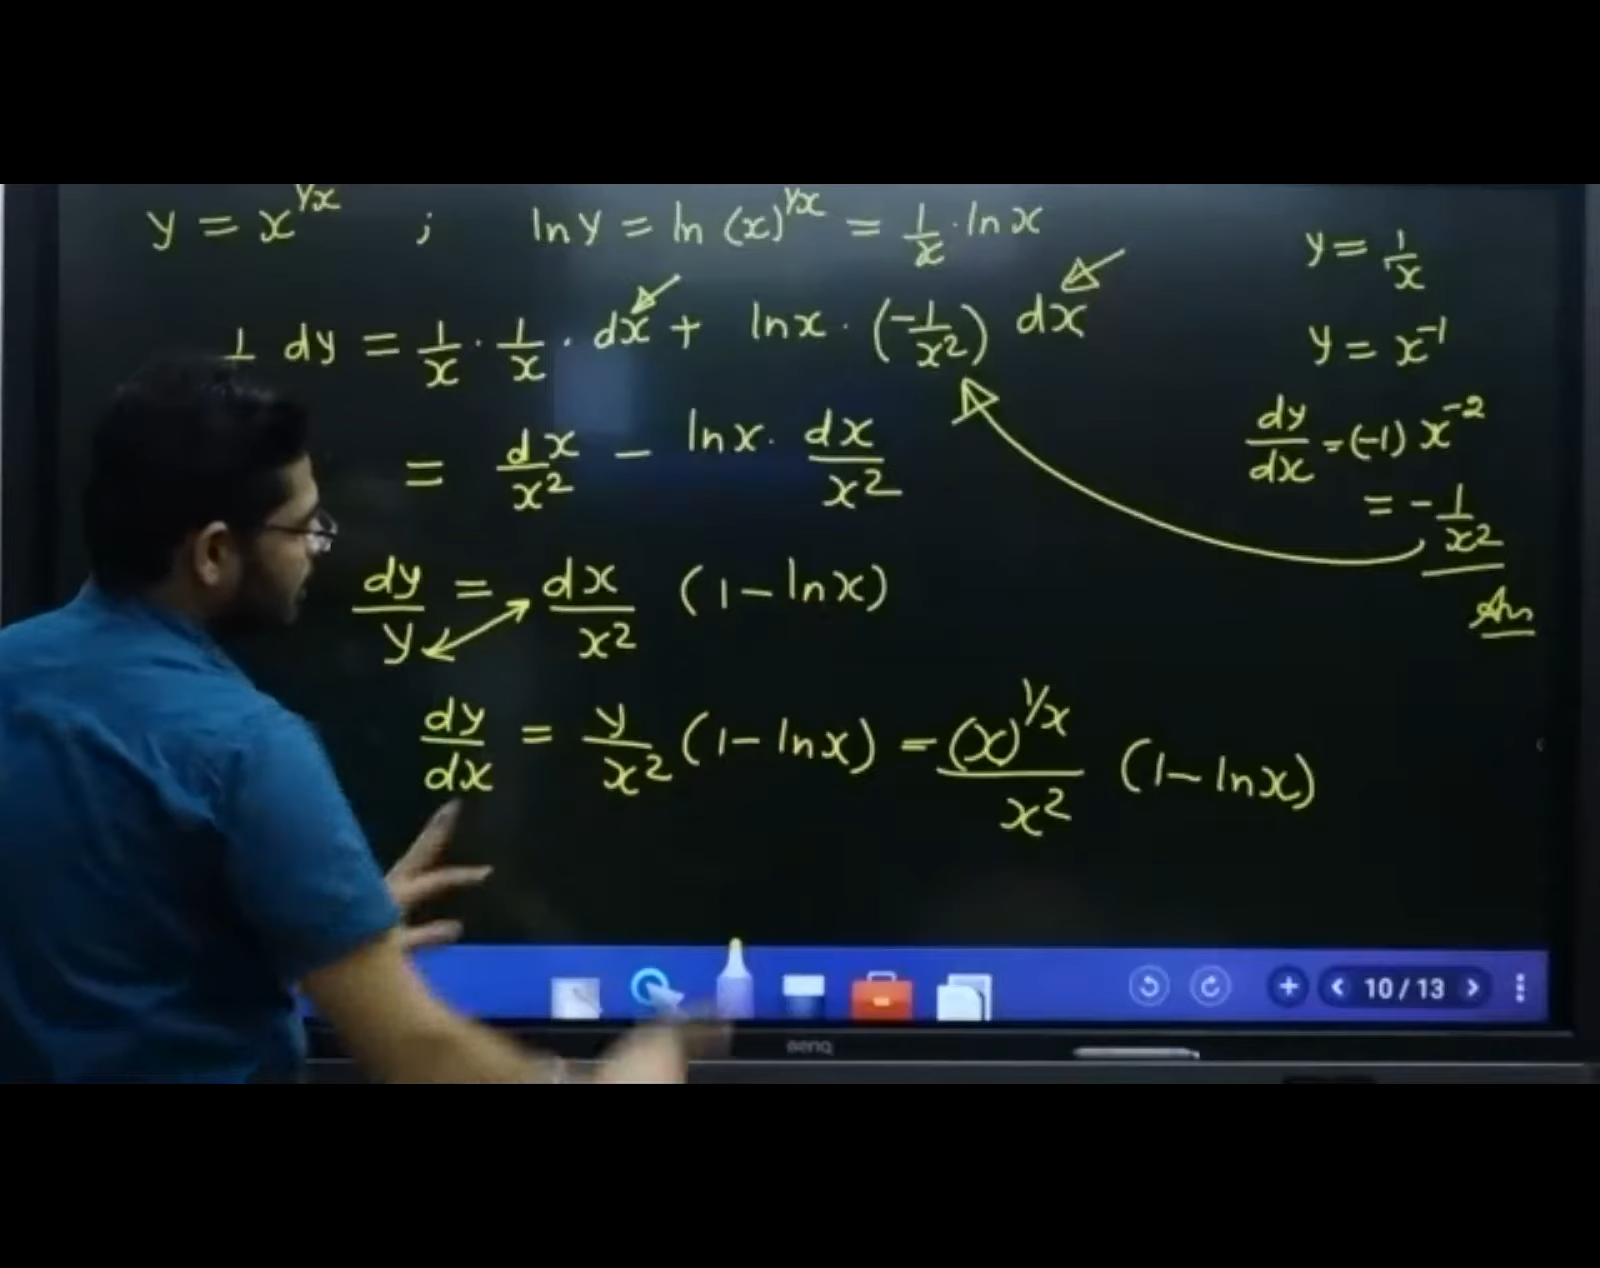 y = x^{1/x} ; ln y = ln (x)^{1/x} = 1/x · ln x
1 dy = 1/x · 1/x · dx + ln x · (-1/x²) dx
= dx/x² - ln x · dx/x²
dy/y = dx/x² (1 - ln x)
dy/dx = y/x² (1 - ln x) = (x)^{1/x}/x² (1 - ln x)
y = 1/x
y = x^{-1}
dy/dx = (-1) x^{-2}
= -1/x²
Ans
10/13
BenQ